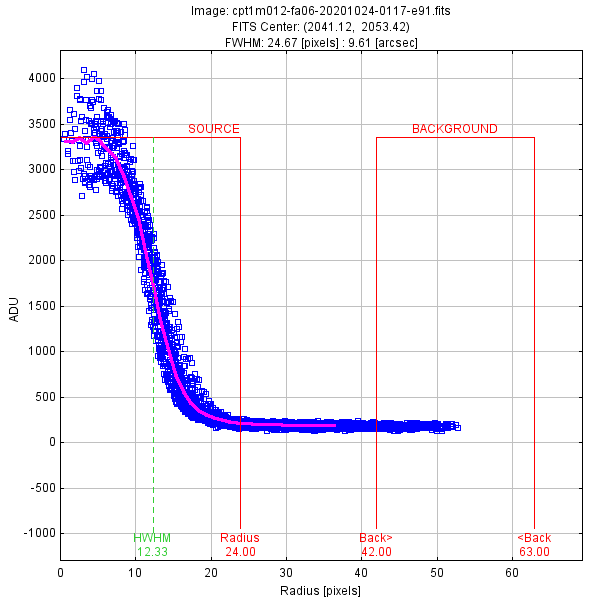 Image: cpt1m012-fa06-20201024-0117-e91.fits
FITS Center: (2041.12, 2053.42)
FWHM: 24.67 [pixels] : 9.61 [arcsec]
SOURCE
BACKGROUND
4000
3500
3000
2500
2000
1500
1000
500
0
-500
-1000
ADU
HWHM
12.33
Radius
24.00
Back>
42.00
<Back
63.00
0 10 20 30 40 50 60
Radius [pixels]